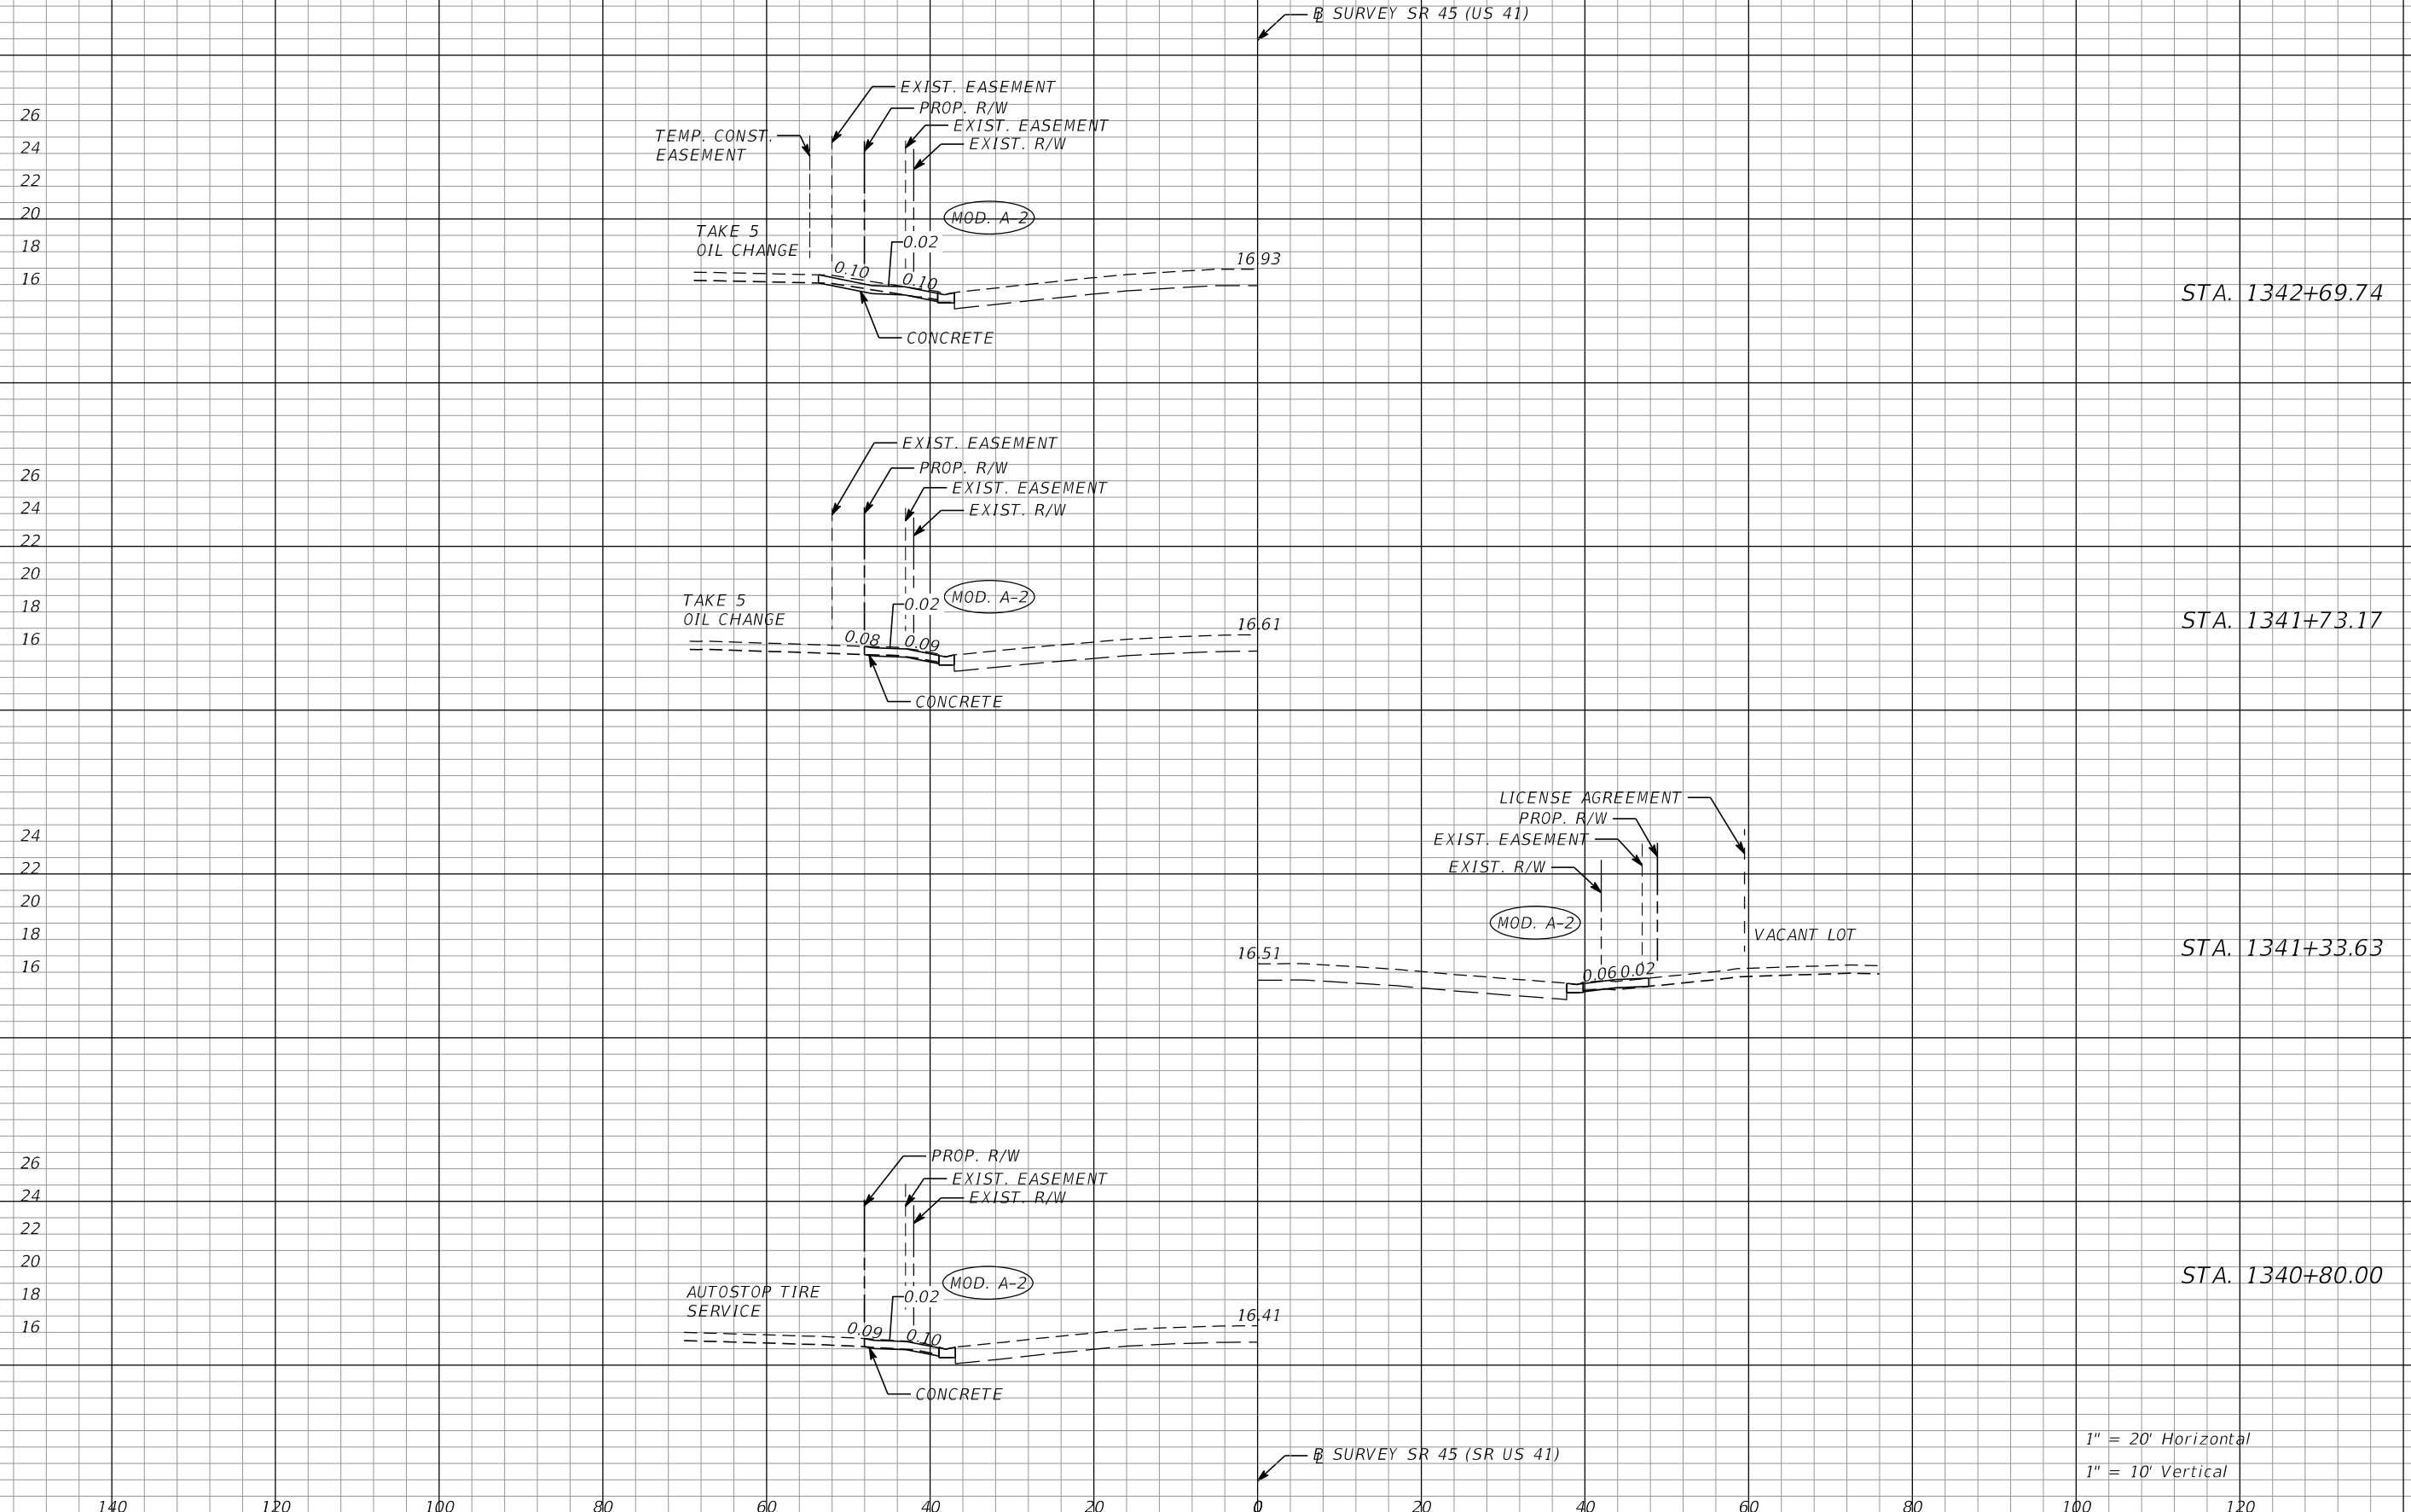 ℄ SURVEY SR 45 (US 41)
EXIST. EASEMENT
PROP. R/W
EXIST. EASEMENT
EXIST. R/W
TEMP. CONST.
EASEMENT
26
24
22
20
18
16
MOD. A-2
TAKE 5
OIL CHANGE
0.02
0.10
0.10
16.93
CONCRETE
STA. 1342+69.74
EXIST. EASEMENT
PROP. R/W
EXIST. EASEMENT
EXIST. R/W
26
24
22
20
18
16
MOD. A-2
TAKE 5
OIL CHANGE
0.02
0.08
0.09
16.61
CONCRETE
STA. 1341+73.17
LICENSE AGREEMENT
PROP. R/W
EXIST. EASEMENT
EXIST. R/W
24
22
20
18
16
MOD. A-2
VACANT LOT
16.51
0.06
0.02
STA. 1341+33.63
PROP. R/W
EXIST. EASEMENT
EXIST. R/W
26
24
22
20
18
16
MOD. A-2
AUTOSTOP TIRE
SERVICE
0.02
0.09
0.10
16.41
CONCRETE
STA. 1340+80.00
℄ SURVEY SR 45 (SR US 41)
1" = 20' Horizontal
1" = 10' Vertical
140 120 100 80 60 40 20 0 20 40 60 80 100 120